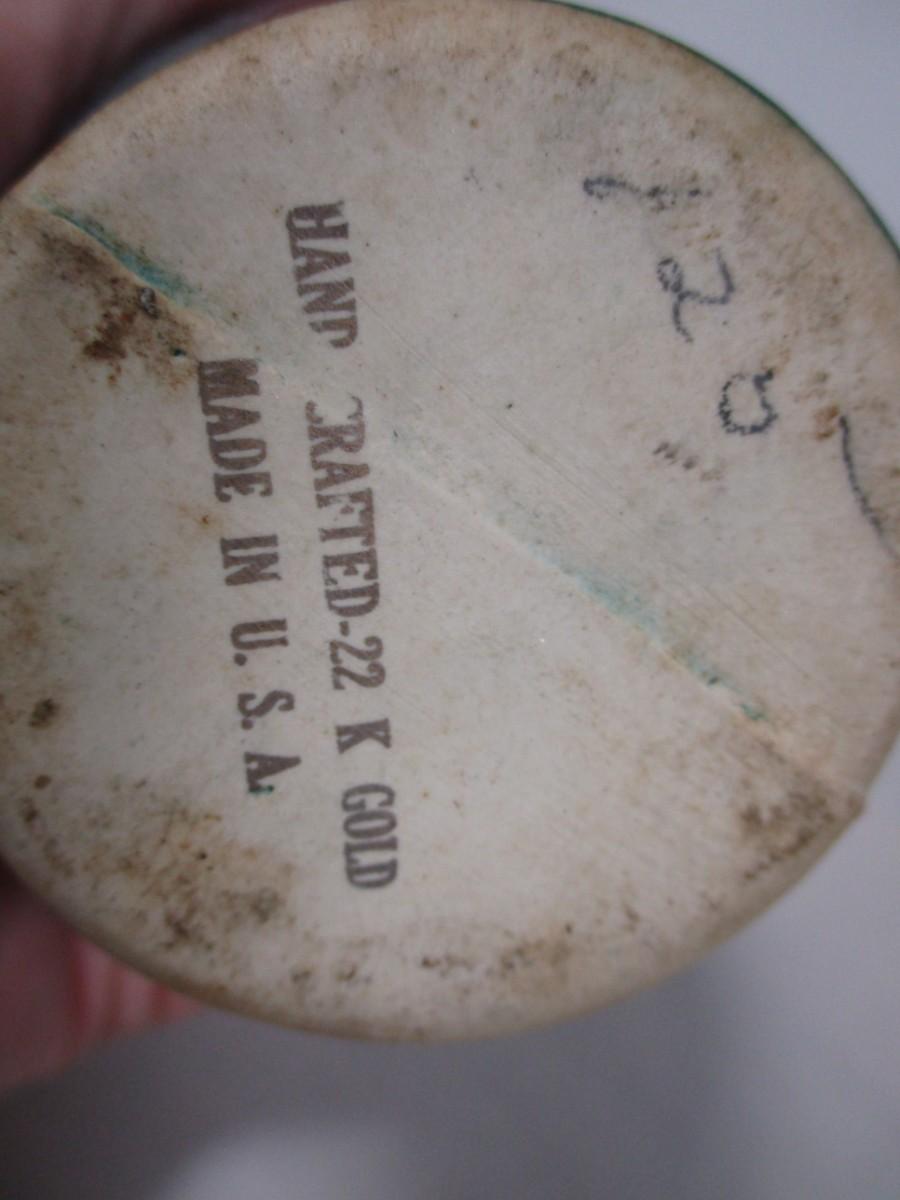 HAND CRAFTED-22 K GOLD
MADE IN U. S. A.